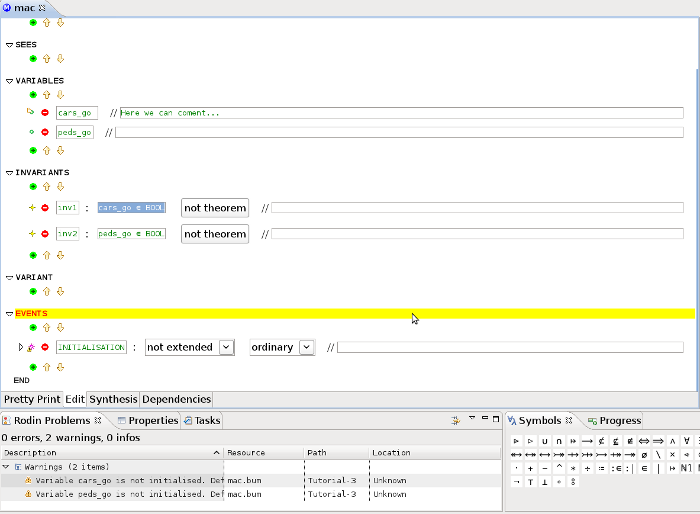 mac
SEES
VARIABLES
cars_go // Here we can coment...
peds_go //
INVARIANTS
inv1 : cars_go ∈ BOOL not theorem //
inv2 : peds_go ∈ BOOL not theorem //
VARIANT
EVENTS
INITIALISATION : not extended ordinary //
END
Pretty Print Edit Synthesis Dependencies
Rodin Problems Properties Tasks
0 errors, 2 warnings, 0 infos
Description Resource Path Location
Warnings (2 items)
Variable cars_go is not initialised. Def mac.bum Tutorial-3 Unknown
Variable peds_go is not initialised. Def mac.bum Tutorial-3 Unknown
Symbols Progress